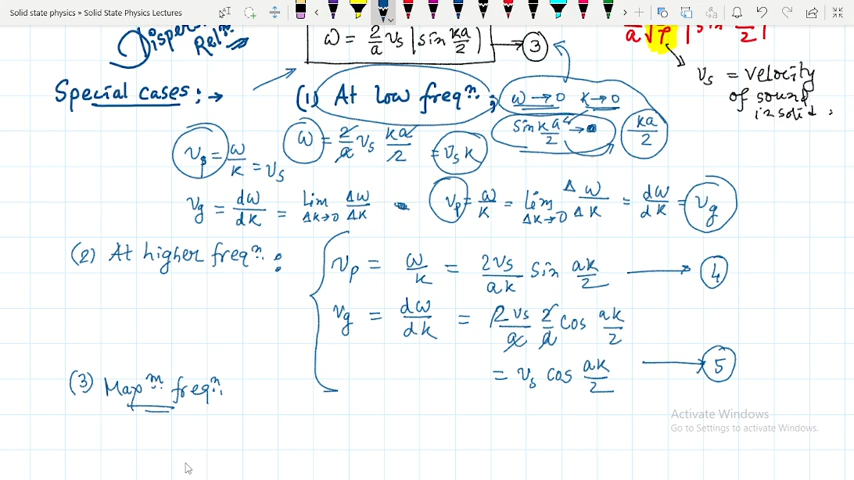 Solid state physics » Solid State Physics Lectures
Dispersⁿ Relⁿ
ω = 2/a vs |sin ka/2| → (3)
a √ρ |sin /2|
vs = velocity of sound in solid.
Special cases: → (1) At low freqⁿ; ω → 0 k → 0
sin ka/2 → ka/2
vp = ω/k = vs
ω = 2/a vs ka/2 = vs k
vg = dω/dk = lim Δk→0 Δω/Δk
vp = ω/k = lim Δk→0 Δω/Δk = dω/dk = vg
(2) At higher freqⁿ:
vp = ω/k = 2vs/ak sin ak/2 → (4)
vg = dω/dk = 2vs/a 2/a cos ak/2
= vs cos ak/2 → (5)
(3) Maxᵐ freqⁿ
Activate Windows
Go to Settings to activate Windows.